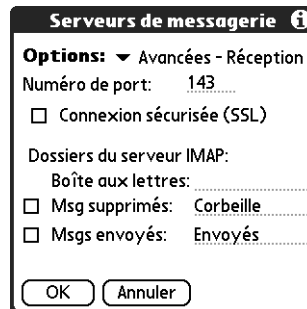 Serveurs de messagerie
Options: Avancées - Réception
Numéro de port: 143
Connexion sécurisée (SSL)
Dossiers du serveur IMAP:
Boîte aux lettres:
Msg supprimés: Corbeille
Msgs envoyés: Envoyés
OK Annuler